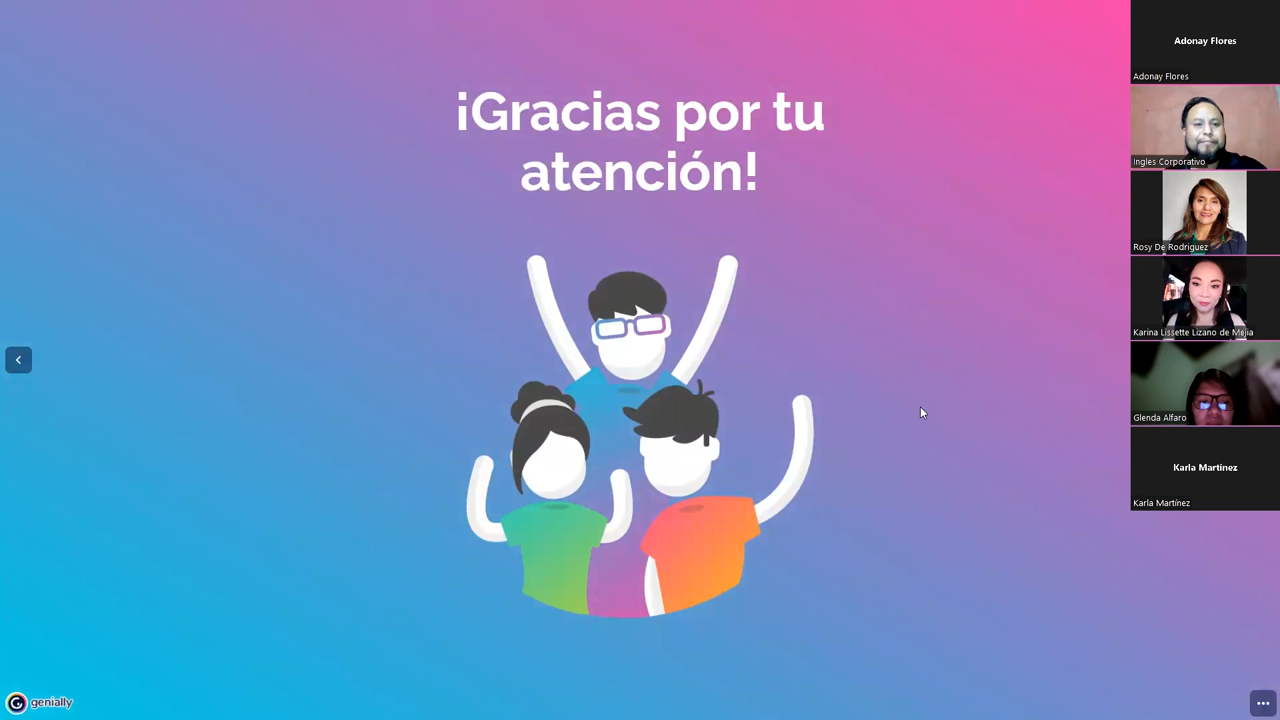 ¡Gracias por tu
atención!
Adonay Flores
Adonay Flores
Ingles Corporativo
Rosy De Rodriguez
Karina Lissette Lizano de Mejia
Glenda Alfaro
Karla Martínez
Karla Martínez
genially